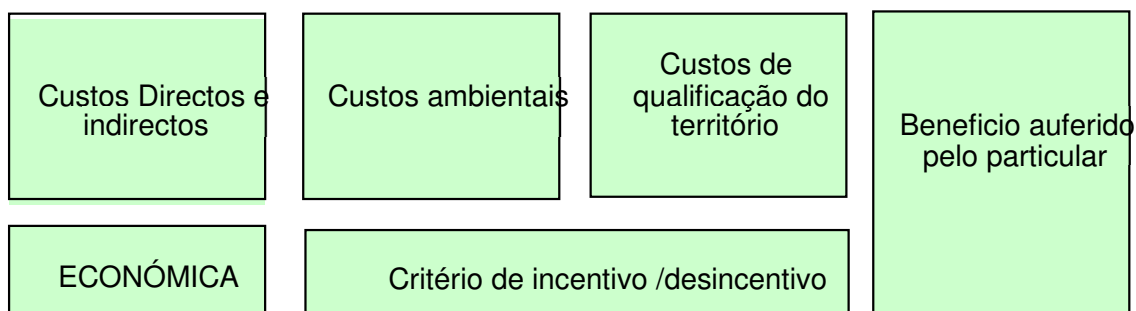 Custos Directos e
indirectos
Custos ambientais
Custos de
qualificação do
território
Beneficio auferido
pelo particular
ECONÓMICA
Critério de incentivo /desincentivo